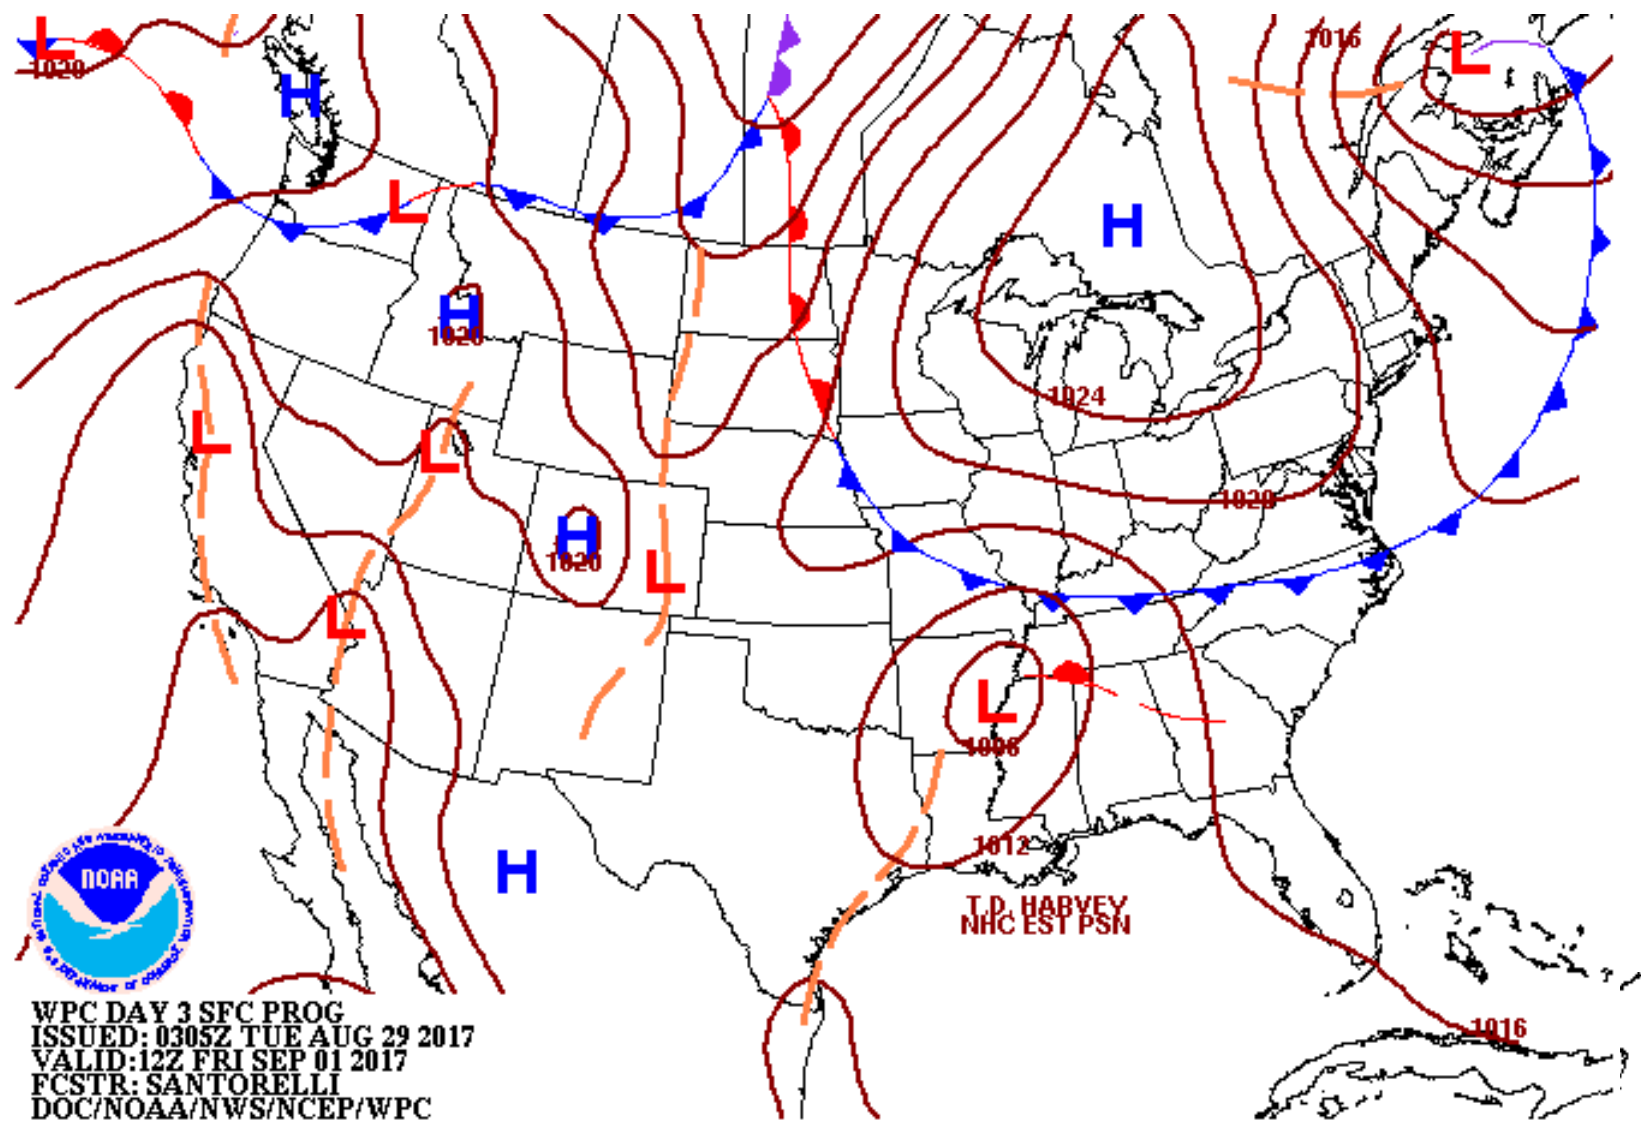 L
1020
H
1016
L
L
H
H
1020
1024
L
L
H
1020
1020
L
L
L
1008
1012
T.D. HARVEY
NHC EST PSN
H
NOAA
1016
WPC DAY 3 SFC PROG
ISSUED: 0305Z TUE AUG 29 2017
VALID:12Z FRI SEP 01 2017
FCSTR: SANTORELLI
DOC/NOAA/NWS/NCEP/WPC